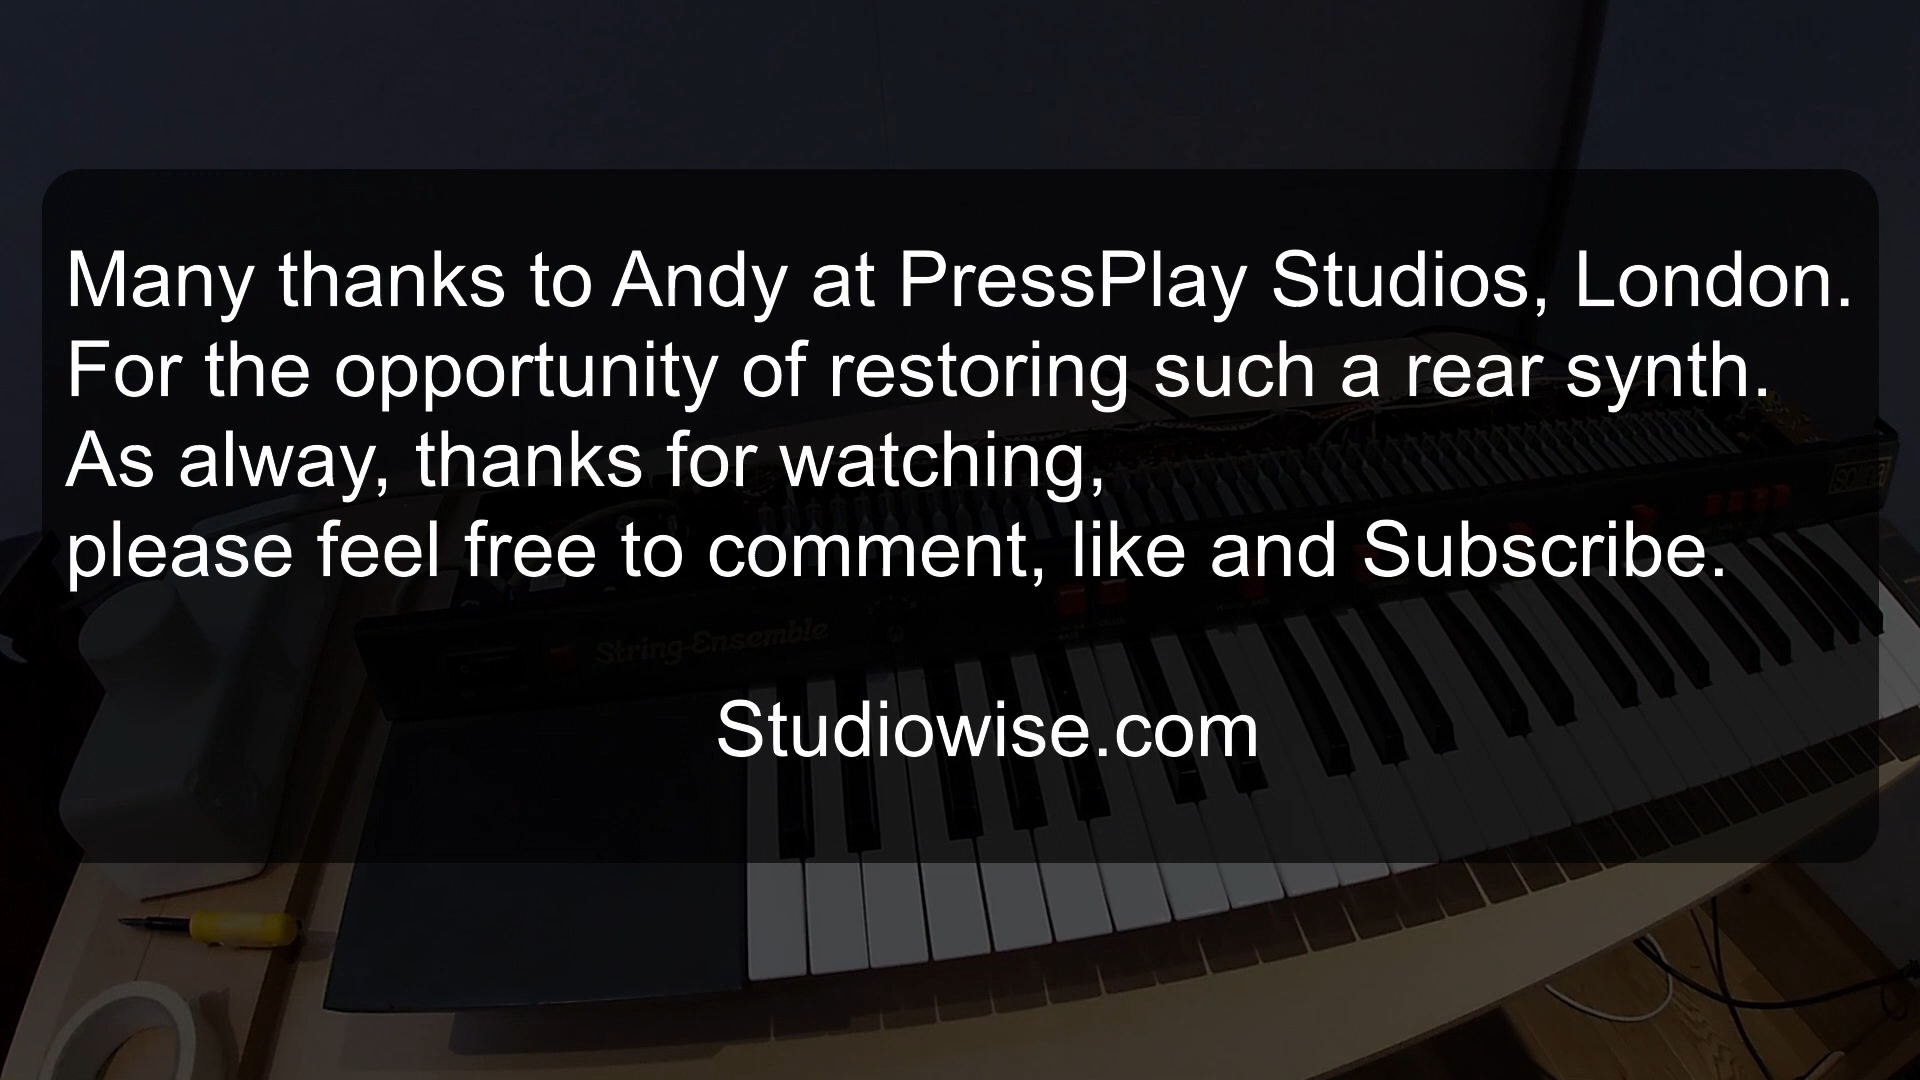 Many thanks to Andy at PressPlay Studios, London.
For the opportunity of restoring such a rear synth.
As alway, thanks for watching,
please feel free to comment, like and Subscribe.
solina
String-Ensemble
Studiowise.com